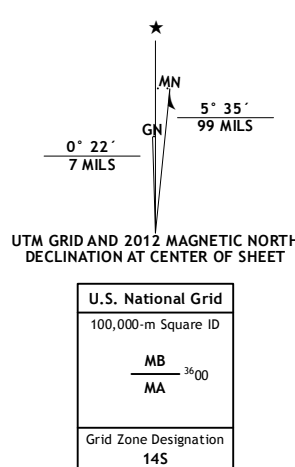 ★
MN
5° 35´
99 MILS
GN
0° 22´
7 MILS
UTM GRID AND 2012 MAGNETIC NORTH
DECLINATION AT CENTER OF SHEET
U.S. National Grid
100,000-m Square ID
MB
³⁶00
MA
Grid Zone Designation
14S